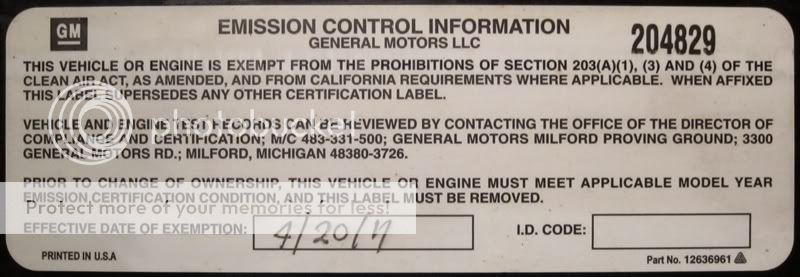 GM
EMISSION CONTROL INFORMATION
GENERAL MOTORS LLC
204829
THIS VEHICLE OR ENGINE IS EXEMPT FROM THE PROHIBITIONS OF SECTION 203(A)(1), (3) AND (4) OF THE
CLEAN AIR ACT, AS AMENDED, AND FROM CALIFORNIA REQUIREMENTS WHERE APPLICABLE. WHEN AFFIXED
THIS LABEL SUPERSEDES ANY OTHER CERTIFICATION LABEL.
VEHICLE AND ENGINE TEST RECORDS CAN BE REVIEWED BY CONTACTING THE OFFICE OF THE DIRECTOR OF
COMPLIANCE AND CERTIFICATION; M/C 483-331-500; GENERAL MOTORS MILFORD PROVING GROUND; 3300
GENERAL MOTORS RD.; MILFORD, MICHIGAN 48380-3726.
photobucket
PRIOR TO CHANGE OF OWNERSHIP, THIS VEHICLE OR ENGINE MUST MEET APPLICABLE MODEL YEAR
EMISSION CERTIFICATION CONDITION, AND THIS LABEL MUST BE REMOVED.
Protect more of your memories for less!
EFFECTIVE DATE OF EXEMPTION: 4/20/11
I.D. CODE:
PRINTED IN U.S.A
Part No. 12636961